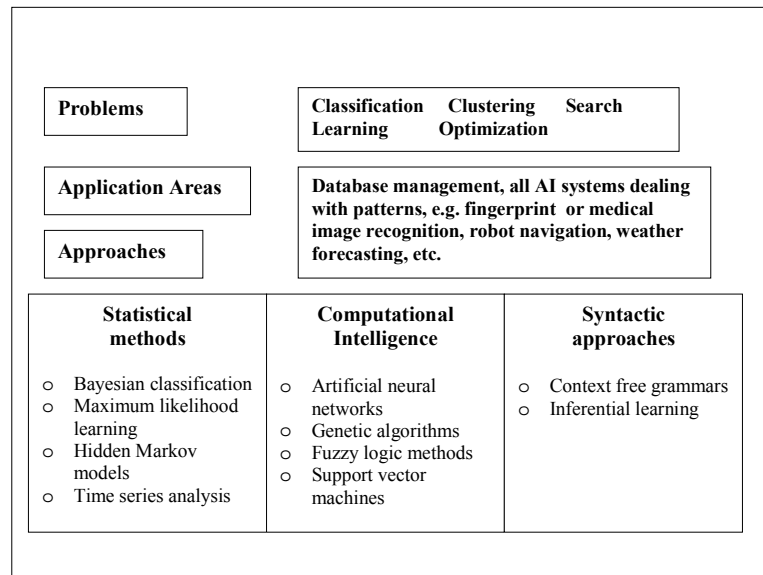 Problems
Classification Clustering Search
Learning Optimization
Application Areas
Database management, all AI systems dealing
with patterns, e.g. fingerprint or medical
image recognition, robot navigation, weather
forecasting, etc.
Approaches
Statistical
methods
o Bayesian classification
o Maximum likelihood
learning
o Hidden Markov
models
o Time series analysis
Computational
Intelligence
o Artificial neural
networks
o Genetic algorithms
o Fuzzy logic methods
o Support vector
machines
Syntactic
approaches
o Context free grammars
o Inferential learning